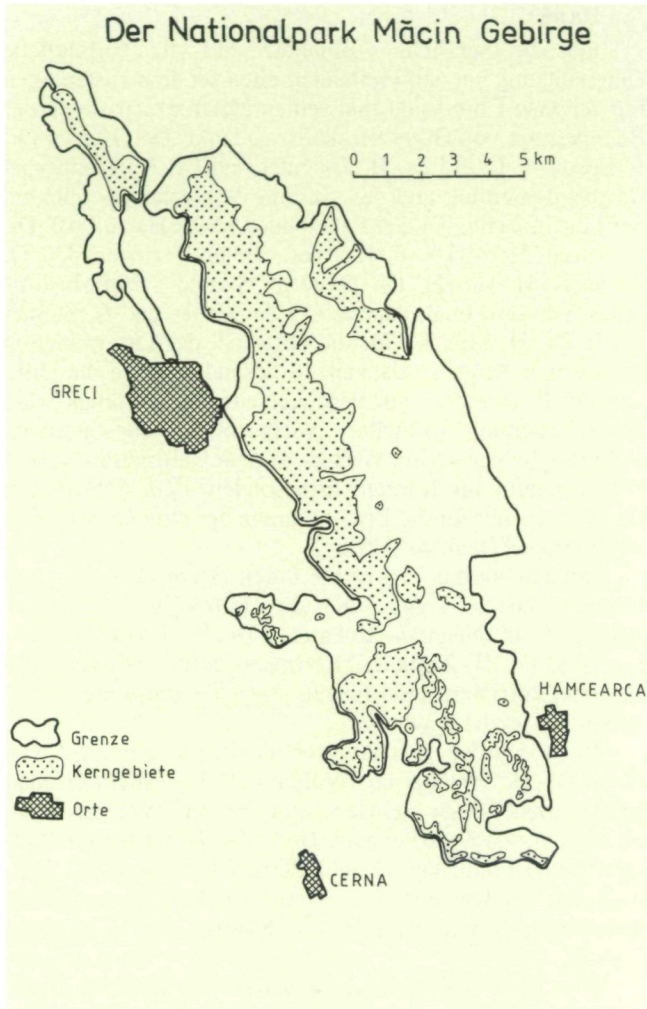 Der Nationalpark Măcin Gebirge
0 1 2 3 4 5 km
GRECI
HAMCEARCA
Grenze
Kerngebiete
Orte
CERNA